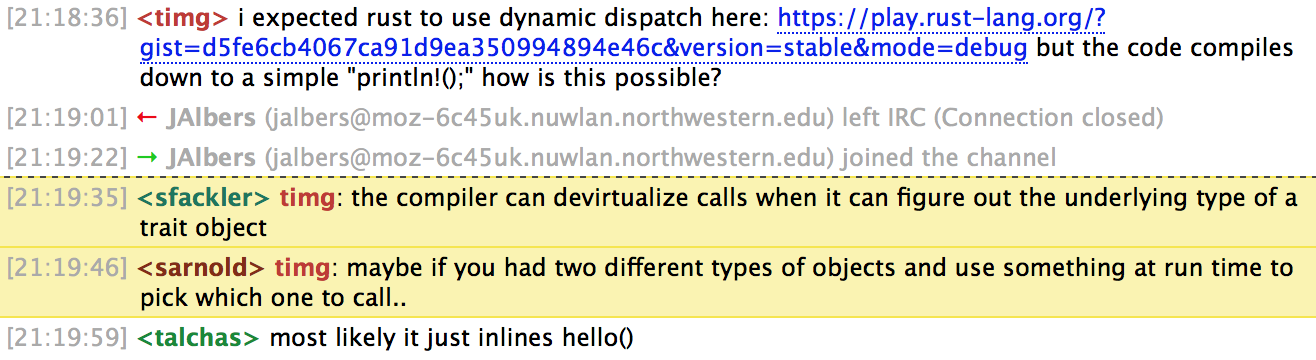 [21:18:36] <timg> i expected rust to use dynamic dispatch here: https://play.rust-lang.org/?
gist=d5fe6cb4067ca91d9ea350994894e46c&version=stable&mode=debug but the code compiles
down to a simple "println!();" how is this possible?
[21:19:01] ← JAlbers (jalbers@moz-6c45uk.nuwlan.northwestern.edu) left IRC (Connection closed)
[21:19:22] → JAlbers (jalbers@moz-6c45uk.nuwlan.northwestern.edu) joined the channel
[21:19:35] <sfackler> timg: the compiler can devirtualize calls when it can figure out the underlying type of a
trait object
[21:19:46] <sarnold> timg: maybe if you had two different types of objects and use something at run time to
pick which one to call..
[21:19:59] <talchas> most likely it just inlines hello()